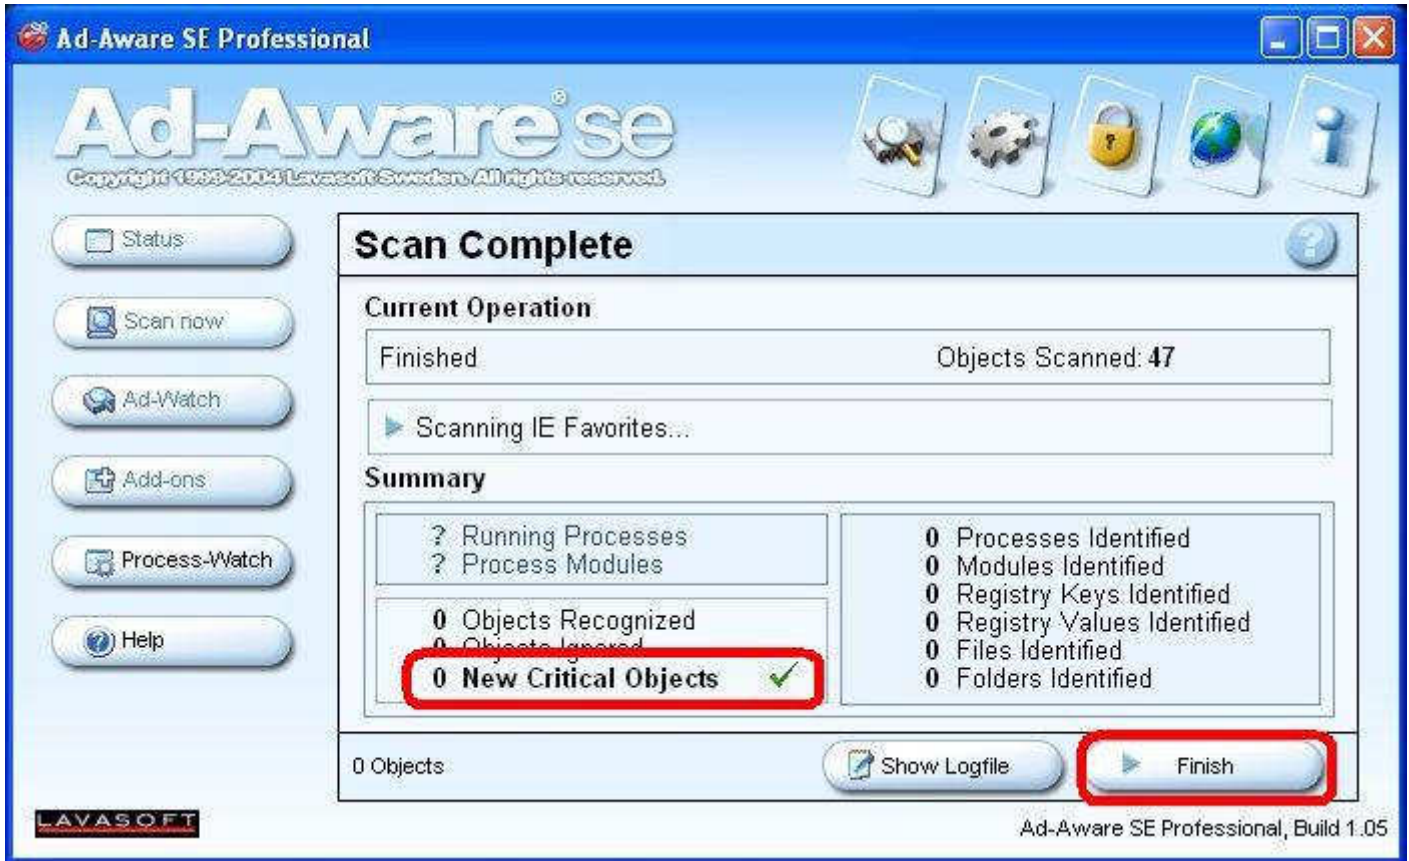 Ad-Aware SE Professional
Ad-Aware® se
Copyright 1999-2004 Lavasoft Sweden. All rights reserved.
Status
Scan now
Ad-Watch
Add-ons
Process-Watch
Help
Scan Complete
Current Operation
Finished
Objects Scanned: 47
Scanning IE Favorites...
Summary
? Running Processes
? Process Modules
0 Objects Recognized
0 Objects Ignored
0 New Critical Objects
0 Processes Identified
0 Modules Identified
0 Registry Keys Identified
0 Registry Values Identified
0 Files Identified
0 Folders Identified
0 Objects
Show Logfile
Finish
LAVASOFT
Ad-Aware SE Professional, Build 1.05